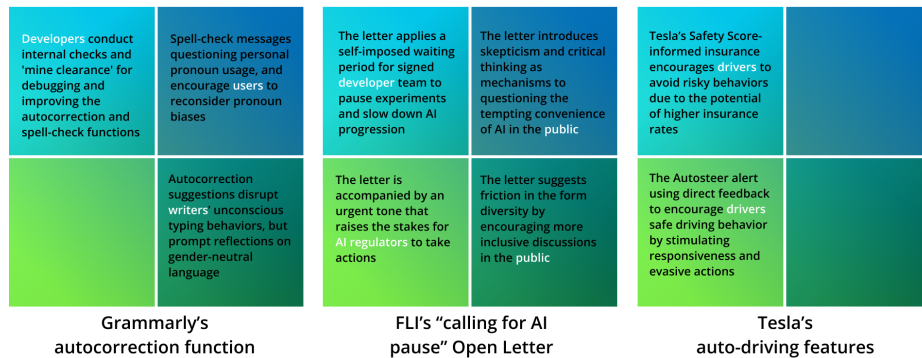 Developers conduct
internal checks and
'mine clearance' for
debugging and
improving the
autocorrection and
spell-check functions
Spell-check messages
questioning personal
pronoun usage, and
encourage users to
reconsider pronoun
biases
Autocorrection
suggestions disrupt
writers' unconscious
typing behaviors, but
prompt reflections on
gender-neutral
language
Grammarly's
autocorrection function
The letter applies a
self-imposed waiting
period for signed
developer team to
pause experiments
and slow down AI
progression
The letter introduces
skepticism and critical
thinking as
mechanisms to
questioning the
tempting convenience
of AI in the public
The letter is
accompanied by an
urgent tone that
raises the stakes for
AI regulators to take
actions
The letter suggests
friction in the form
diversity by
encouraging more
inclusive discussions
in the public
FLI's “calling for AI
pause” Open Letter
Tesla's Safety Score-
informed insurance
encourages drivers to
avoid risky behaviors
due to the potential
of higher insurance
rates
The Autosteer alert
using direct feedback
to encourage drivers
safe driving behavior
by stimulating
responsiveness and
evasive actions
Tesla's
auto-driving features